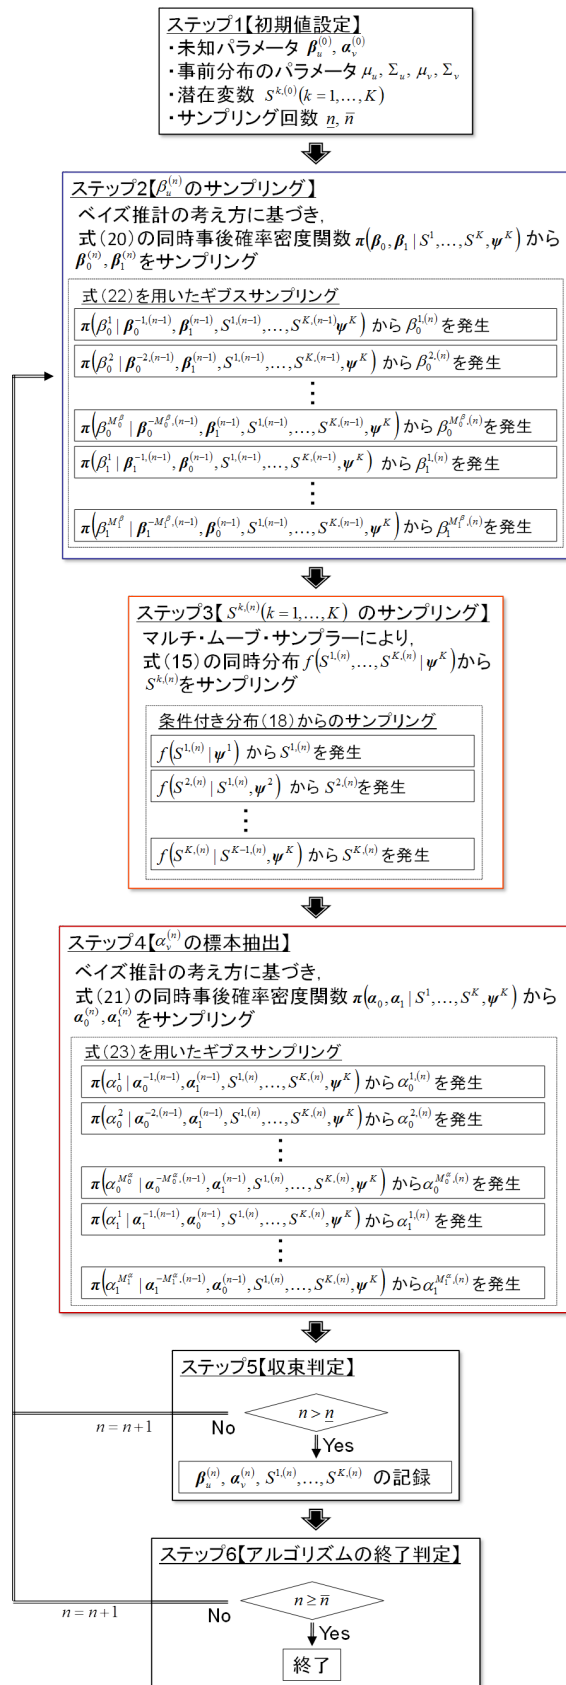 ステップ1【初期値設定】
・未知パラメータ β_u^(0), α_v^(0)
・事前分布のパラメータ μ_u, Σ_u, μ_v, Σ_v
・潜在変数 S^{k,(0)}(k=1,…,K)
・サンプリング回数 n̲, n̄
ステップ2【β_u^(n)のサンプリング】
ベイズ推計の考え方に基づき,
式(20)の同時事後確率密度関数 π(β_0, β_1 | S^1,…,S^K, ψ^K) から
β_0^(n), β_1^(n)をサンプリング
式(22)を用いたギブスサンプリング
π(β_0^1 | β_0^{-1,(n-1)}, β_1^{(n-1)}, S^{1,(n-1)},…,S^{K,(n-1)}ψ^K) から β_0^{1,(n)} を発生
π(β_0^2 | β_0^{-2,(n-1)}, β_1^{(n-1)}, S^{1,(n-1)},…,S^{K,(n-1)}, ψ^K) から β_0^{2,(n)} を発生
⋮
π(β_0^{M_0^β} | β_0^{-M_0^β,(n-1)}, β_1^{(n-1)}, S^{1,(n-1)},…,S^{K,(n-1)}, ψ^K) から β_0^{M_0^β,(n)}を発生
π(β_1^1 | β_1^{-1,(n-1)}, β_0^{(n-1)}, S^{1,(n-1)},…,S^{K,(n-1)}, ψ^K) から β_1^{1,(n)} を発生
⋮
π(β_1^{M_1^β} | β_1^{-M_1^β,(n-1)}, β_0^{(n-1)}, S^{1,(n-1)},…,S^{K,(n-1)}, ψ^K) から β_1^{M_1^β,(n)}を発生
ステップ3【 S^{k,(n)}(k=1,…,K) のサンプリング】
マルチ・ムーブ・サンプラーにより,
式(15)の同時分布 f(S^{1,(n)},…,S^{K,(n)} | ψ^K)から
S^{k,(n)}をサンプリング
条件付き分布(18)からのサンプリング
f(S^{1,(n)} | ψ^1) から S^{1,(n)}を発生
f(S^{2,(n)} | S^{1,(n)}, ψ^2) から S^{2,(n)}を発生
⋮
f(S^{K,(n)} | S^{K-1,(n)}, ψ^K) から S^{K,(n)}を発生
ステップ4【α_v^(n)の標本抽出】
ベイズ推計の考え方に基づき,
式(21)の同時事後確率密度関数 π(α_0, α_1 | S^1,…,S^K, ψ^K) から
α_0^(n), α_1^(n)をサンプリング
式(23)を用いたギブスサンプリング
π(α_0^1 | α_0^{-1,(n-1)}, α_1^{(n-1)}, S^{1,(n)},…,S^{K,(n)}, ψ^K) からα_0^{1,(n)} を発生
π(α_0^2 | α_0^{-2,(n-1)}, α_1^{(n-1)}, S^{1,(n)},…,S^{K,(n)}, ψ^K) からα_0^{2,(n)} を発生
⋮
π(α_0^{M_0^α} | α_0^{-M_0^α,(n-1)}, α_1^{(n-1)}, S^{1,(n)},…,S^{K,(n)}, ψ^K) からα_0^{M_0^α,(n)} を発生
π(α_1^1 | α_1^{-1,(n-1)}, α_0^{(n-1)}, S^{1,(n)},…,S^{K,(n)}, ψ^K) からα_1^{1,(n)} を発生
⋮
π(α_1^{M_1^α} | α_1^{-M_1^α,(n-1)}, α_0^{(n-1)}, S^{1,(n)},…,S^{K,(n)}, ψ^K) からα_1^{M_1^α,(n)} を発生
ステップ5【収束判定】
n > n̲
n = n+1
No
Yes
β_u^(n), α_v^(n), S^{1,(n)},…,S^{K,(n)} の記録
ステップ6【アルゴリズムの終了判定】
n ≥ n̄
n = n+1
No
Yes
終了